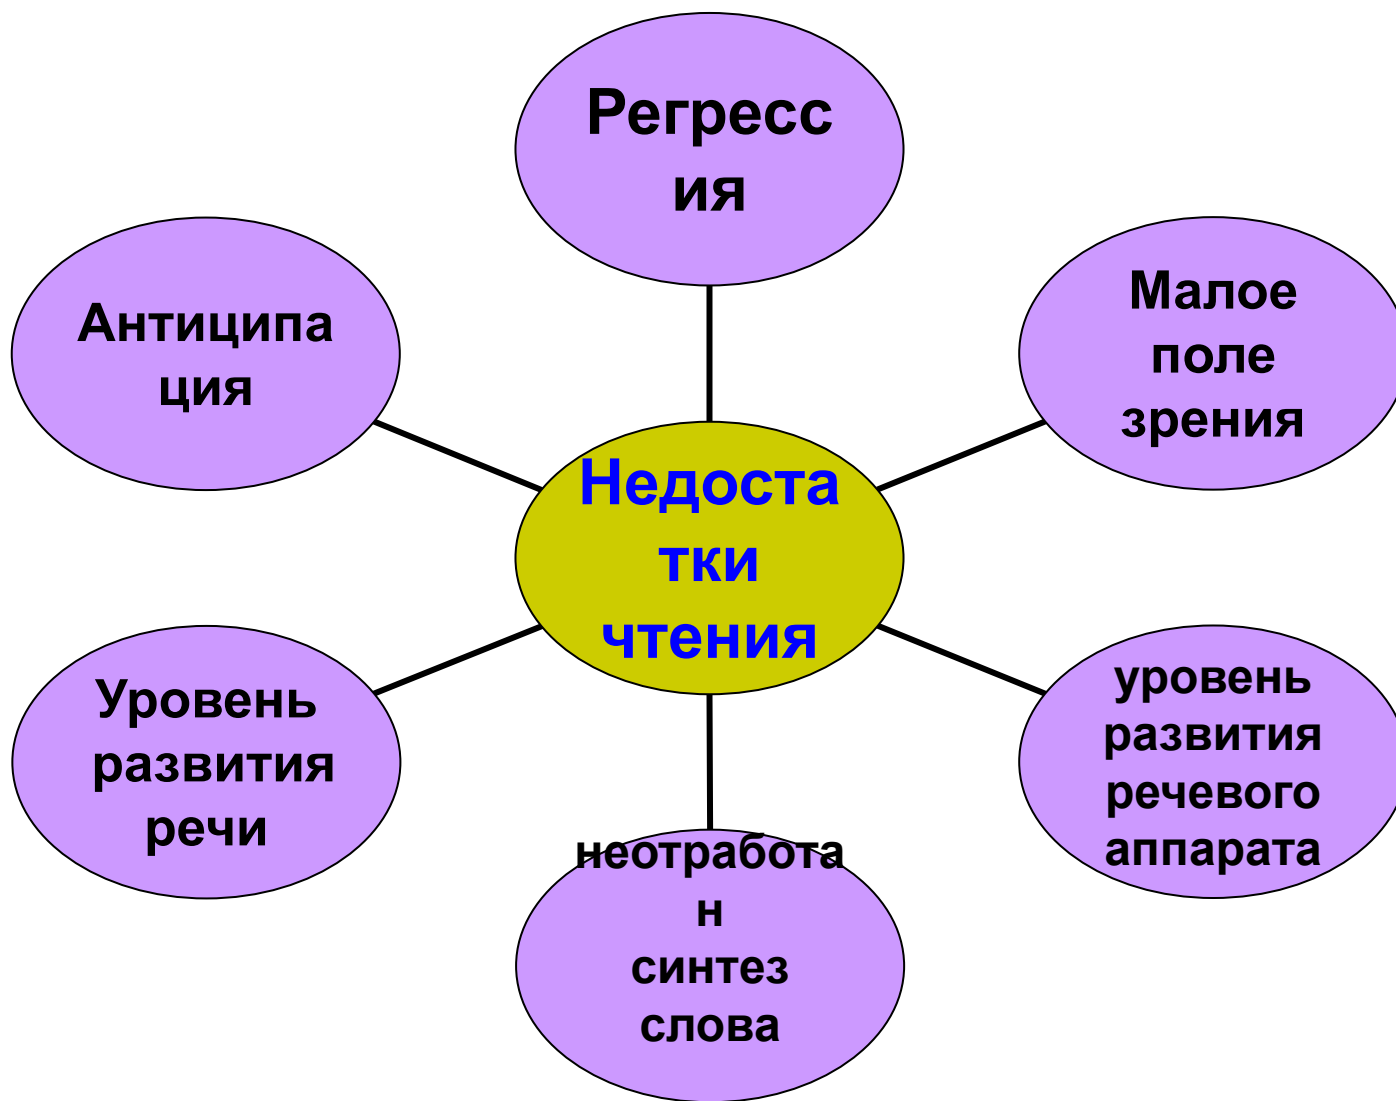 Регресс
ия
Малое
поле
зрения
Антиципа
ция
Недоста
тки
чтения
Уровень
развития
речи
уровень
развития
речевого
аппарата
неотработа
н
синтез
слова